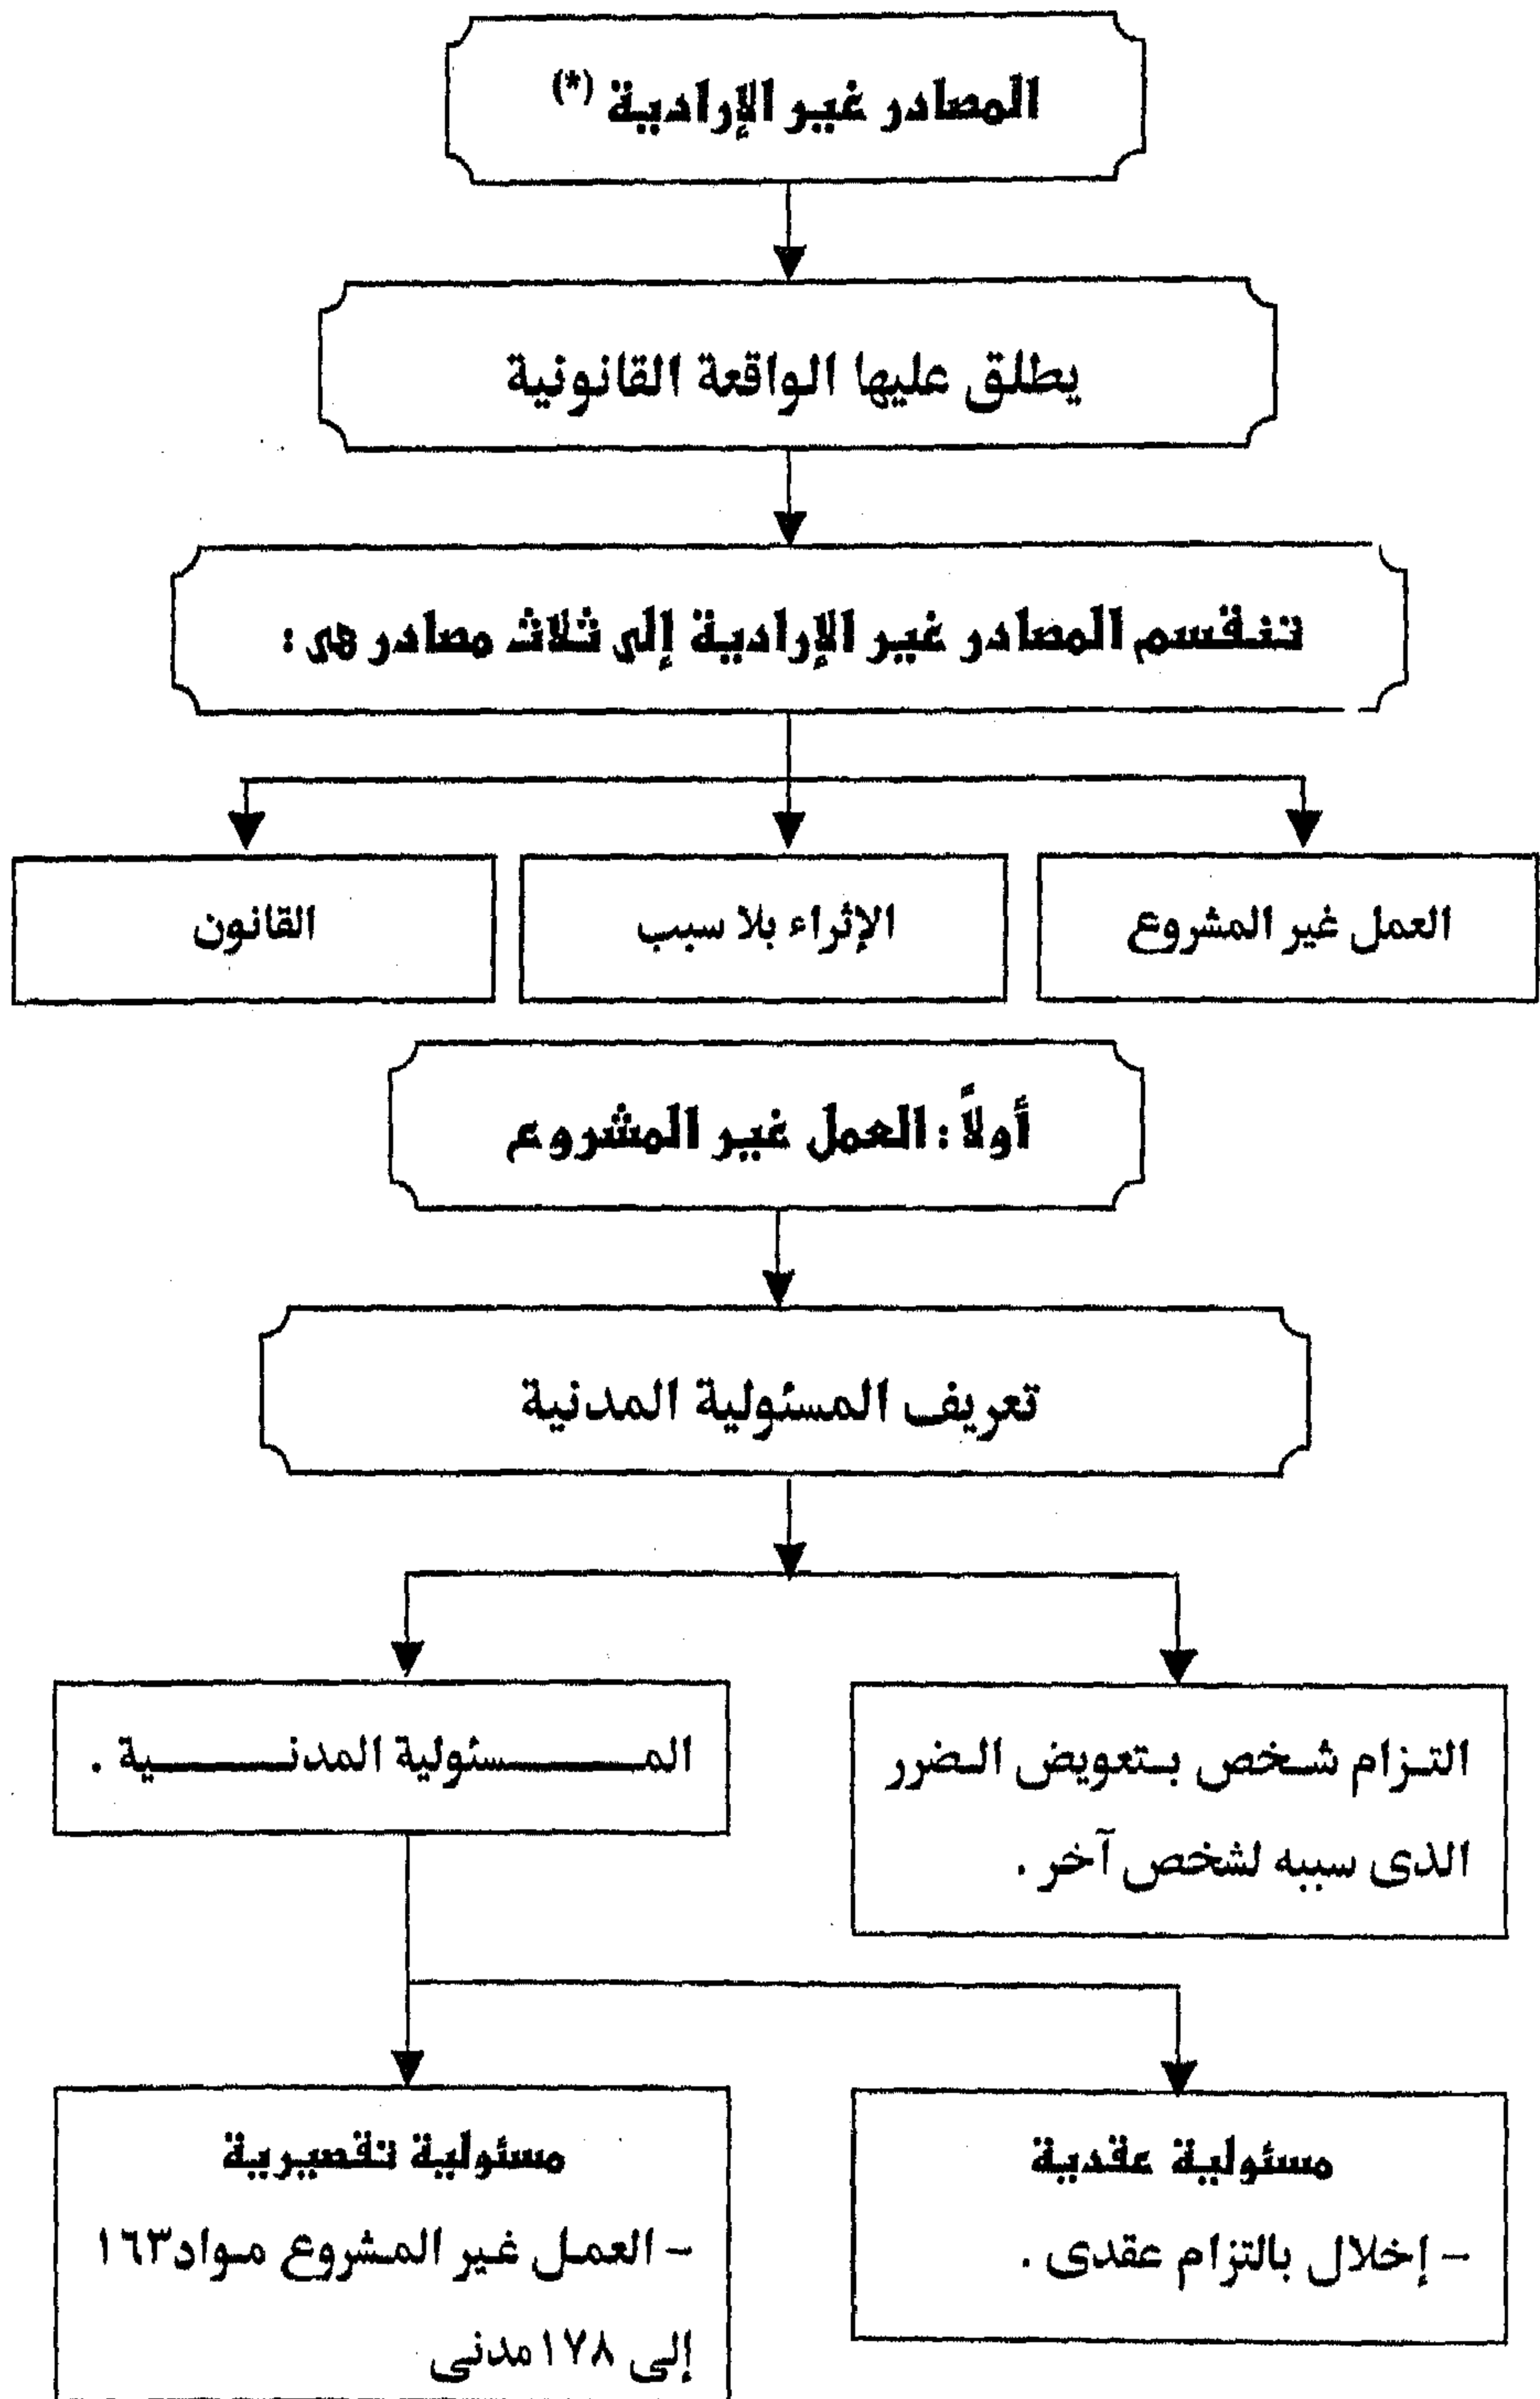 المصادر غير الإرادية (*)
يطلق عليها الواقعة القانونية
تنقسم المصادر غير الإرادية إلى ثلاث مصادر هى :
العمل غير المشروع
الإثراء بلا سبب
القانون
أولاً : العمل غير المشروع
تعريف المسئولية المدنية
التزام شخص بتعويض الضرر
الذى سببه لشخص آخر .
المـــــسئولية المدنـــــية .
مسئولية عقدية
- إخلال بالتزام عقدى .
مسئولية تقصيرية
- العمل غير المشروع مواد ١٦٣
إلى ١٧٨ مدنى